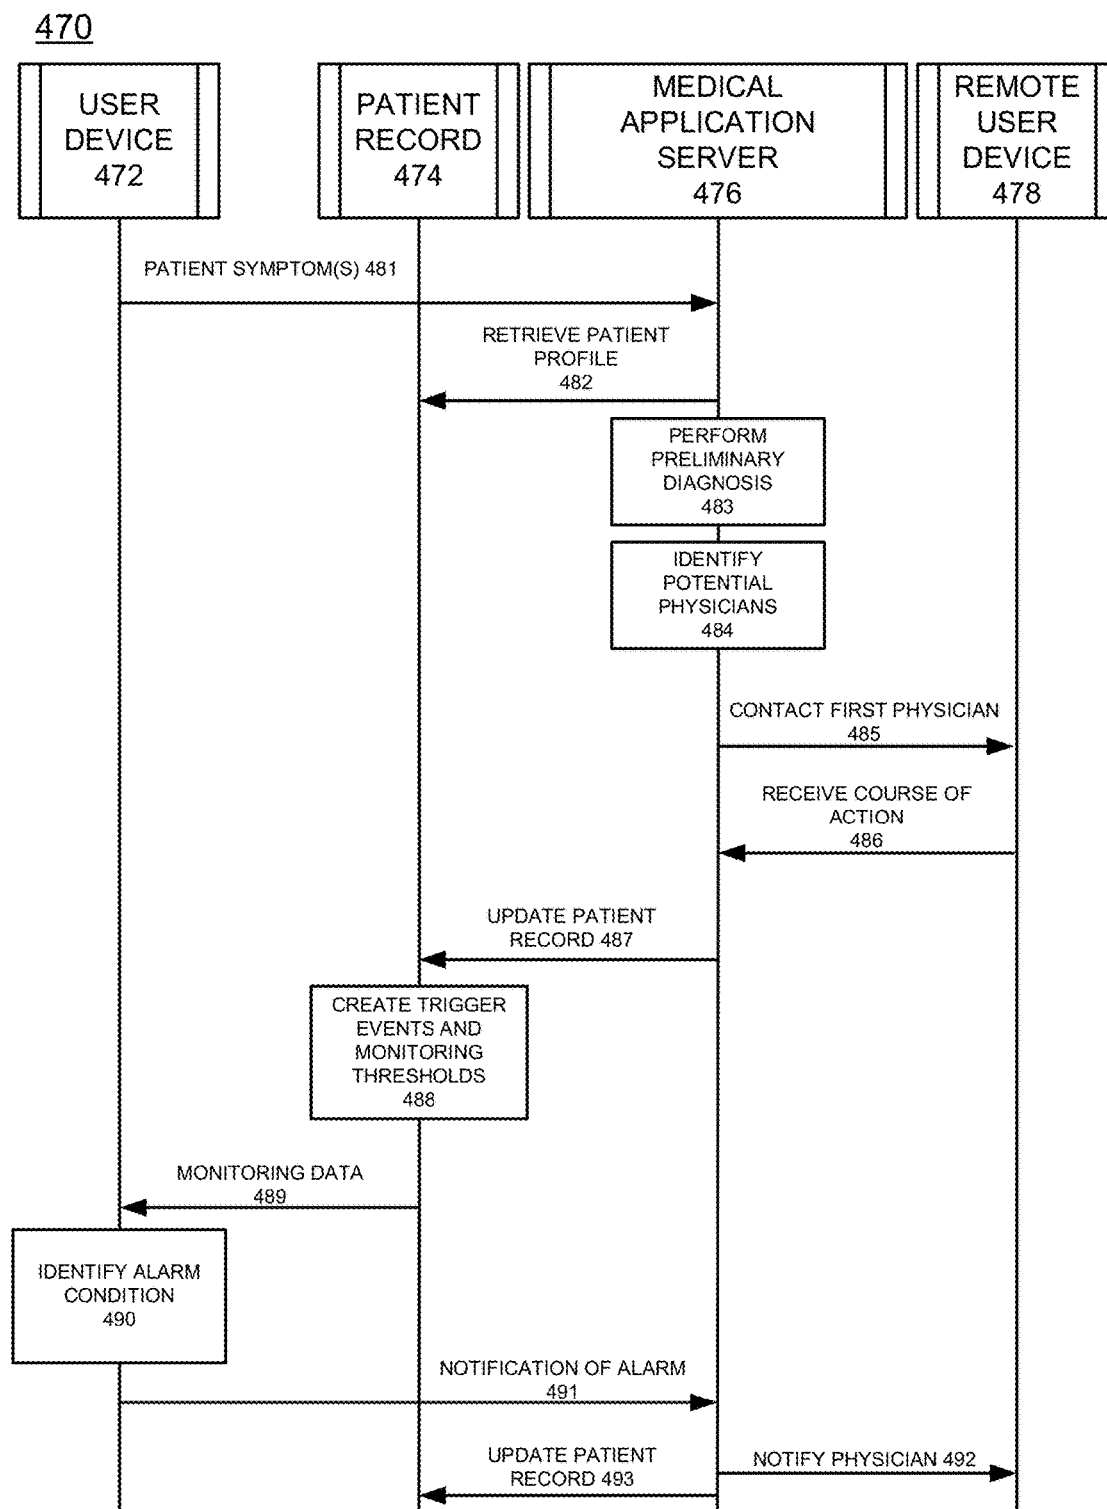 470
USER
DEVICE
472
PATIENT
RECORD
474
MEDICAL
APPLICATION
SERVER
476
REMOTE
USER
DEVICE
478
PATIENT SYMPTOM(S) 481
RETRIEVE PATIENT
PROFILE
482
PERFORM
PRELIMINARY
DIAGNOSIS
483
IDENTIFY
POTENTIAL
PHYSICIANS
484
CONTACT FIRST PHYSICIAN
485
RECEIVE COURSE OF
ACTION
486
UPDATE PATIENT
RECORD 487
CREATE TRIGGER
EVENTS AND
MONITORING
THRESHOLDS
488
MONITORING DATA
489
IDENTIFY ALARM
CONDITION
490
NOTIFICATION OF ALARM
491
UPDATE PATIENT
RECORD 493
NOTIFY PHYSICIAN 492